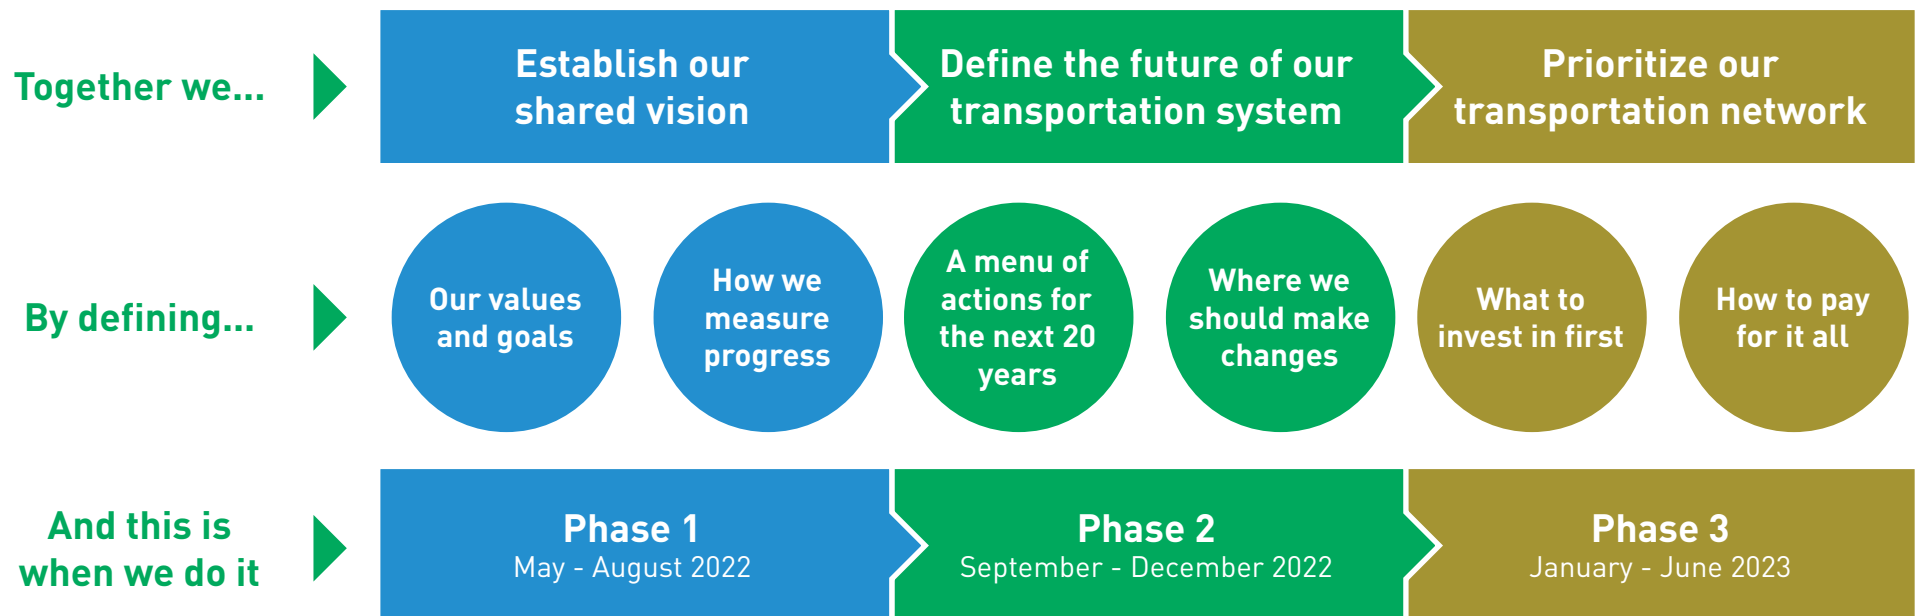 Together we...
Establish our
shared vision
Define the future of our
transportation system
Prioritize our
transportation network
By defining...
Our values
and goals
How we
measure
progress
A menu of
actions for
the next 20
years
Where we
should make
changes
What to
invest in first
How to pay
for it all
And this is
when we do it
Phase 1
May - August 2022
Phase 2
September - December 2022
Phase 3
January - June 2023